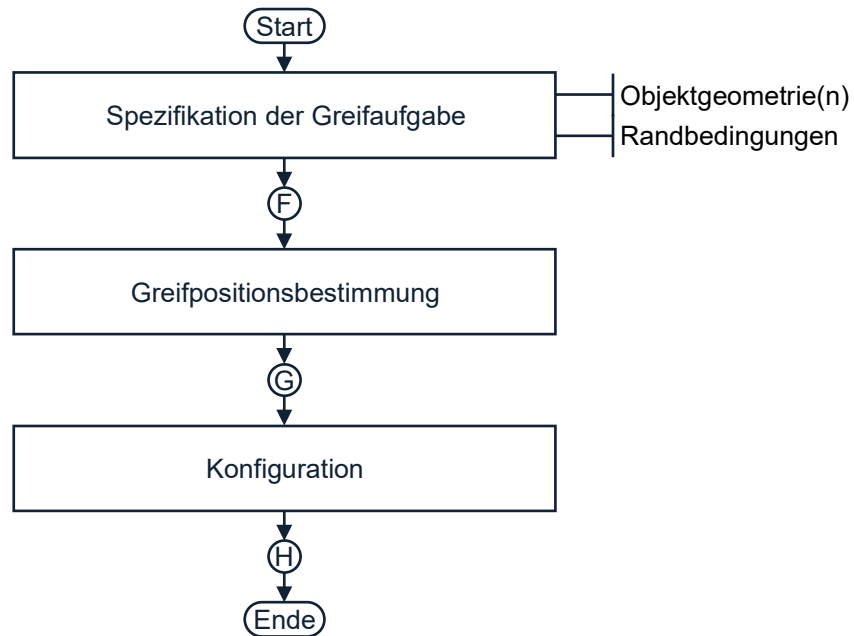 Start
Spezifikation der Greifaufgabe
Objektgeometrie(n)
Randbedingungen
F
Greifpositionsbestimmung
G
Konfiguration
H
Ende